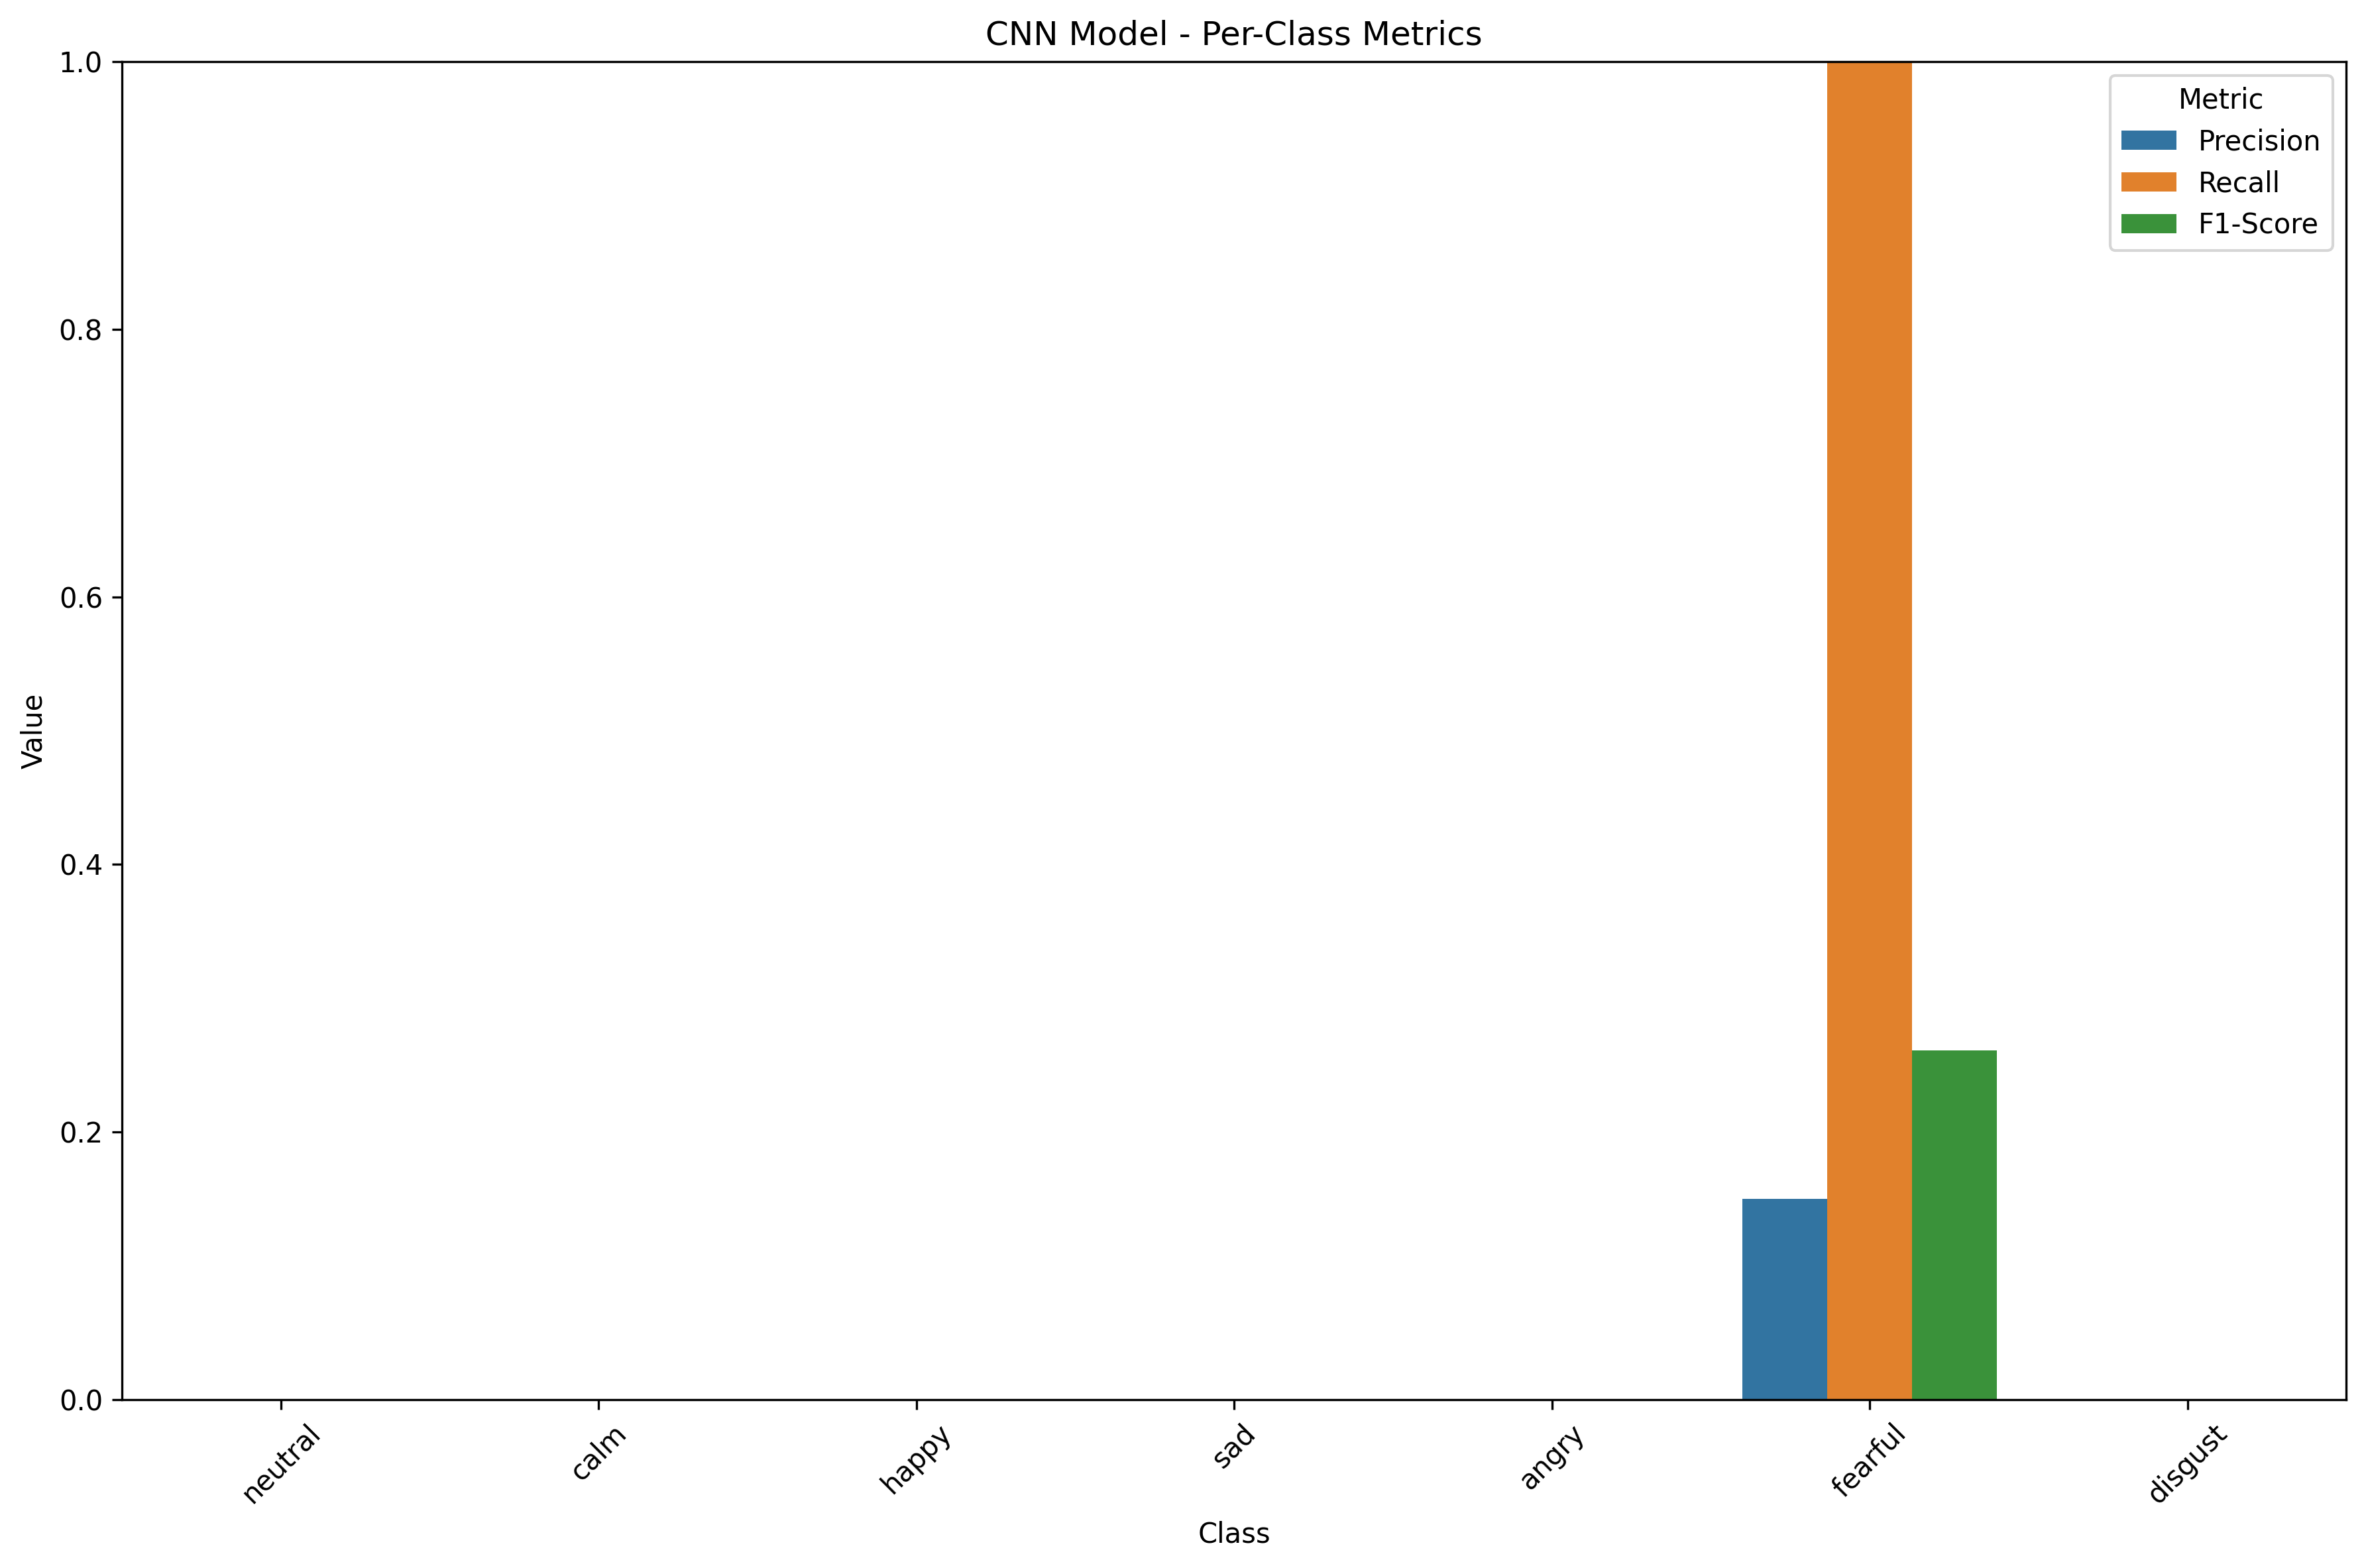 CNN Model - Per-Class Metrics
1.0
0.8
0.6
0.4
0.2
0.0
Value
Metric
Precision
Recall
F1-Score
neutral
calm
happy
sad
angry
fearful
disgust
Class